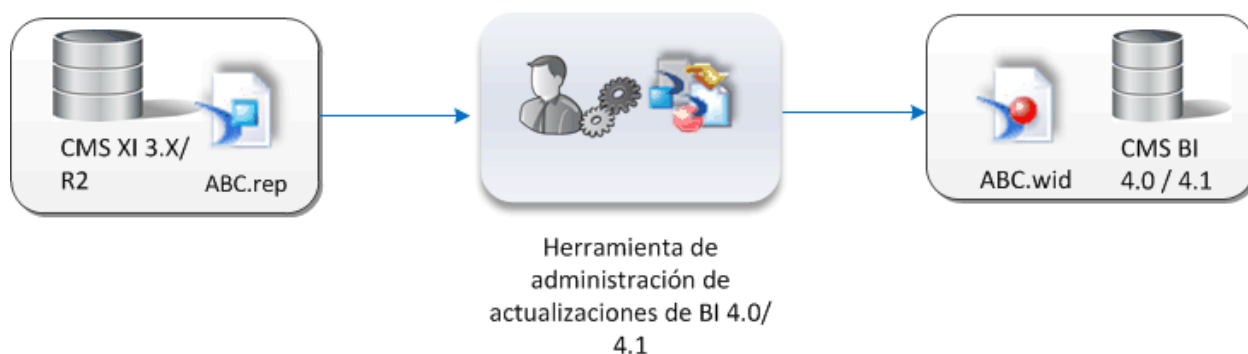 CMS XI 3.X/
R2
ABC.rep
Herramienta de
administración de
actualizaciones de BI 4.0/
4.1
ABC.wid
CMS BI
4.0 / 4.1